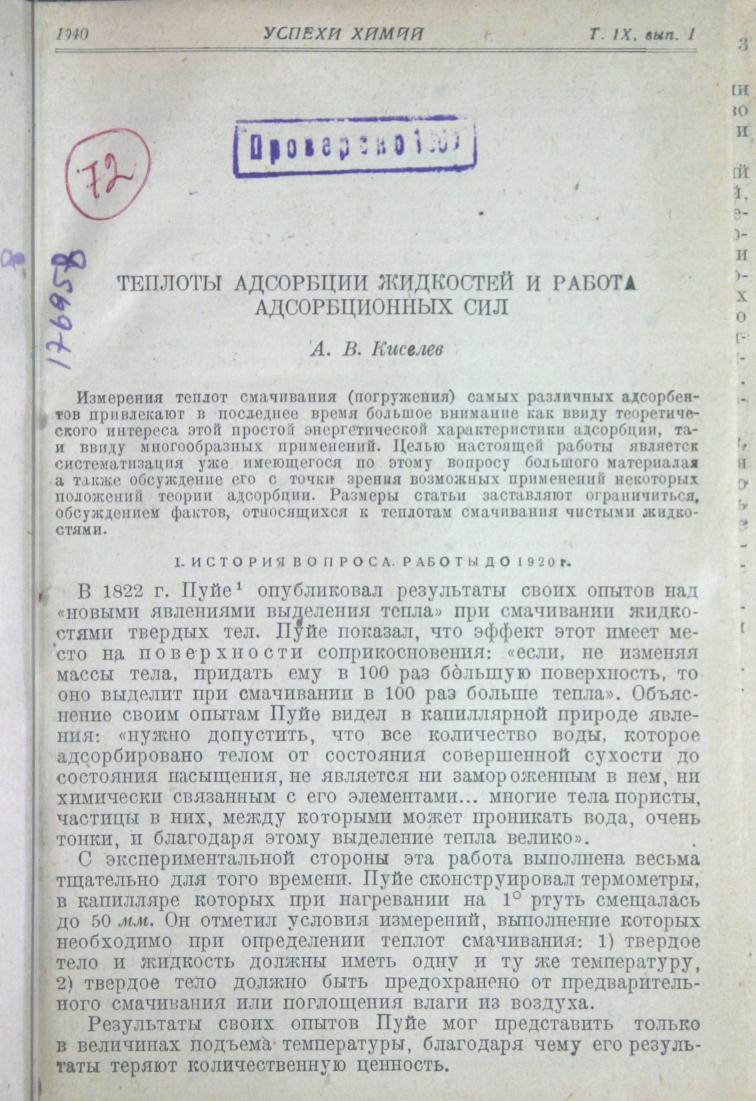 1940 УСПЕХИ ХИМИИ Т. IX, вып. 1
Проверено
72
176958
ТЕПЛОТЫ АДСОРБЦИИ ЖИДКОСТЕЙ И РАБОТА
АДСОРБЦИОННЫХ СИЛ
А. В. Киселев
Измерения теплот смачивания (погружения) самых различных адсорбен-
тов привлекают в последнее время большое внимание как ввиду теоретиче-
ского интереса этой простой энергетической характеристики адсорбции, та-
и ввиду многообразных применений. Целью настоящей работы являетск
систематизация уже имеющегося по этому вопросу большого материалая
а также обсуждение его с точки зрения возможных применений некоторых
положений теории адсорбции. Размеры статьи заставляют ограничиться,
обсуждением фактов, относящихся к теплотам смачивания чистыми жидко-
стями.
I. ИСТОРИЯ ВОПРОСА. РАБОТЫ ДО 1920 г.
В 1822 г. Пуйе¹ опубликовал результаты своих опытов над
«новыми явлениями выделения тепла» при смачивании жидко-
стями твердых тел. Пуйе показал, что эффект этот имеет ме-
сто на поверхности соприкосновения: «если, не изменяя
массы тела, придать ему в 100 раз бо̀льшую поверхность, то
оно выделит при смачивании в 100 раз больше тепла». Объяс-
нение своим опытам Пуйе видел в капиллярной природе явле-
ния: «нужно допустить, что все количество воды, которое
адсорбировано телом от состояния совершенной сухости до
состояния насыщения, не является ни замороженным в нем, ни
химически связанным с его элементами... многие тела пористы,
частицы в них, между которыми может проникать вода, очень
тонки, и благодаря этому выделение тепла велико».
С экспериментальной стороны эта работа выполнена весьма
тщательно для того времени. Пуйе сконструировал термометры,
в капилляре которых при нагревании на 1° ртуть смещалась
до 50 мм. Он отметил условия измерений, выполнение которых
необходимо при определении теплот смачивания: 1) твердое
тело и жидкость должны иметь одну и ту же температуру,
2) твердое тело должно быть предохранено от предваритель-
ного смачивания или поглощения влаги из воздуха.
Результаты своих опытов Пуйе мог представить только
в величинах подъема температуры, благодаря чему его резуль-
таты теряют количественную ценность.